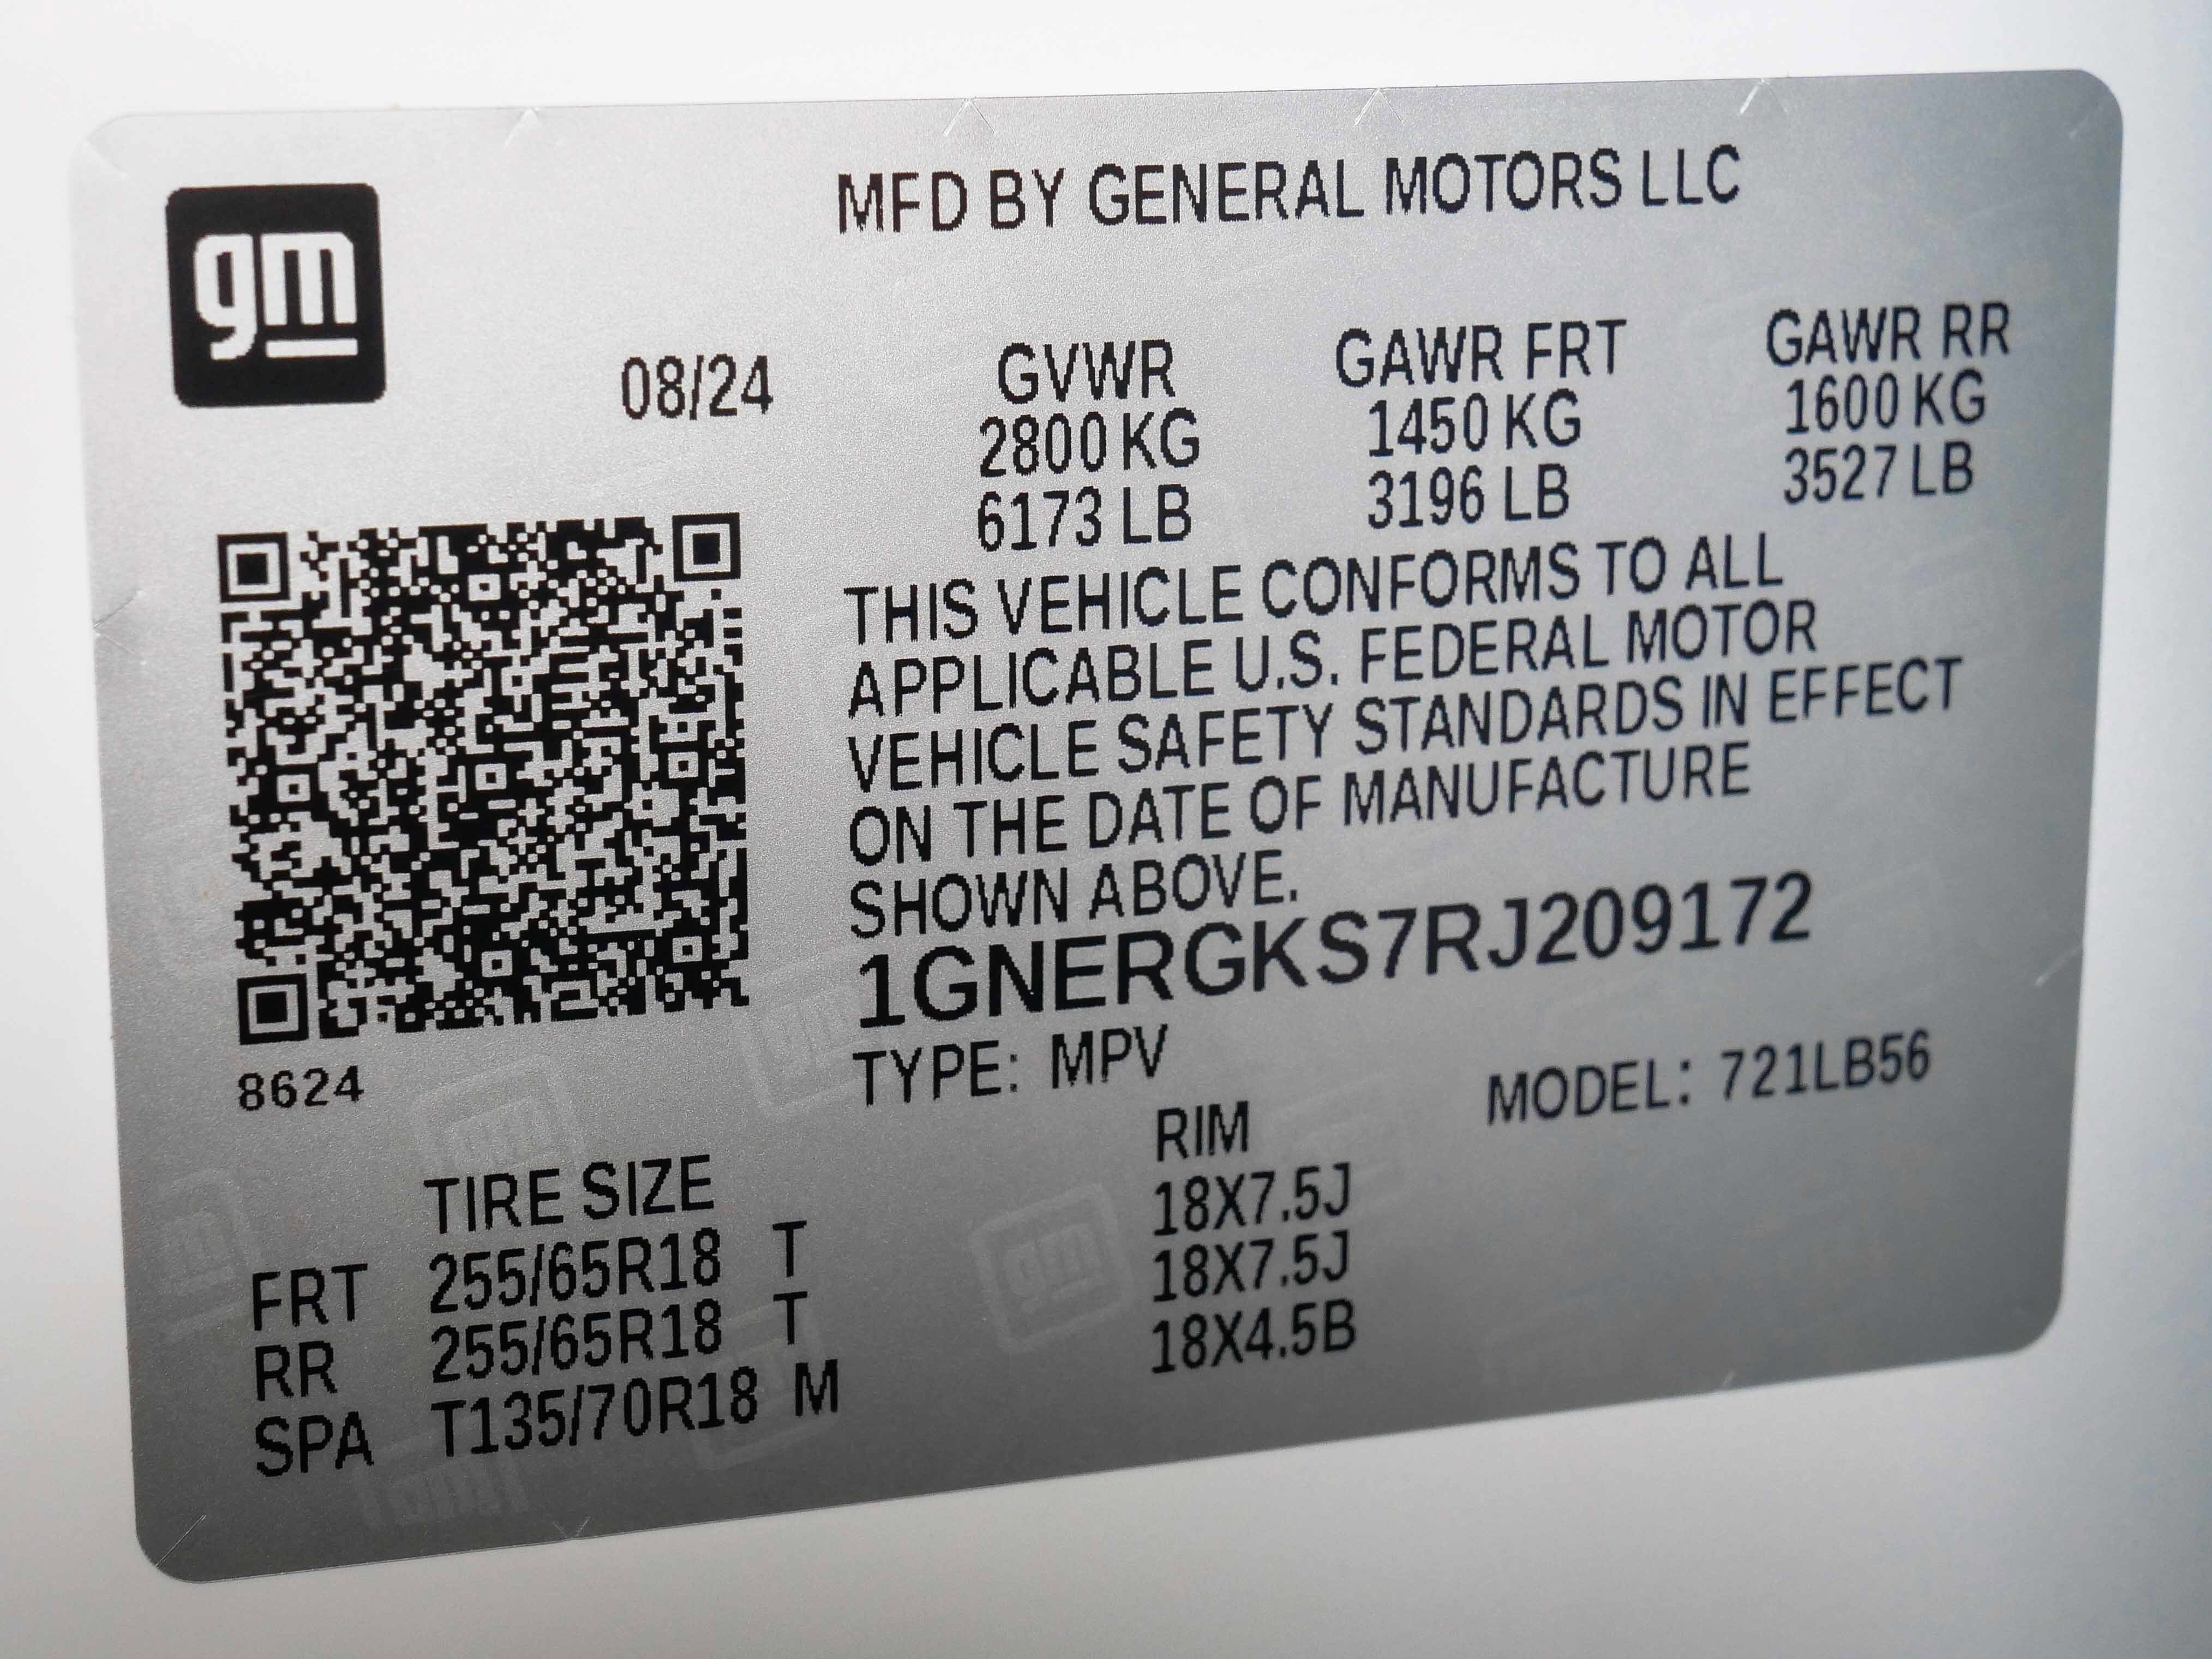 gm
MFD BY GENERAL MOTORS LLC
08/24
GVWR GAWR FRT GAWR RR
2800 KG 1450 KG 1600 KG
6173 LB 3196 LB 3527 LB
THIS VEHICLE CONFORMS TO ALL
APPLICABLE U.S. FEDERAL MOTOR
VEHICLE SAFETY STANDARDS IN EFFECT
ON THE DATE OF MANUFACTURE
SHOWN ABOVE.
1GNERGKS7RJ209172
8624
TYPE: MPV MODEL: 721LB56
TIRE SIZE RIM
FRT 255/65R18 T 18X7.5J
RR 255/65R18 T 18X7.5J
SPA T135/70R18 M 18X4.5B